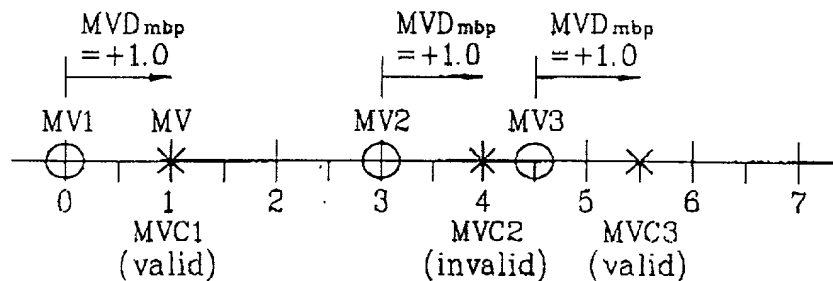 MVDmbp MVDmbp MVDmbp
=+1.0 =+1.0 =+1.0
MV1 MV MV2 MV3
0 1 2 3 4 5 6 7
MVC1 MVC2 MVC3
(valid) (invalid) (valid)